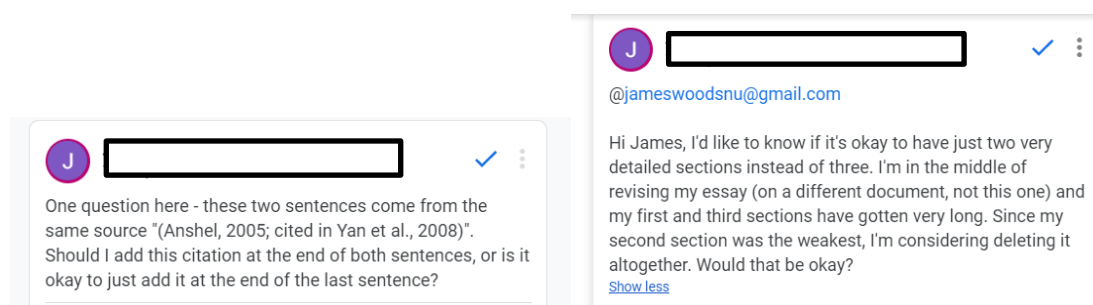 J
One question here - these two sentences come from the
same source "(Anshel, 2005; cited in Yan et al., 2008)".
Should I add this citation at the end of both sentences, or is it
okay to just add it at the end of the last sentence?
J
@jameswoodsnu@gmail.com
Hi James, I'd like to know if it's okay to have just two very
detailed sections instead of three. I'm in the middle of
revising my essay (on a different document, not this one) and
my first and third sections have gotten very long. Since my
second section was the weakest, I'm considering deleting it
altogether. Would that be okay?
Show less